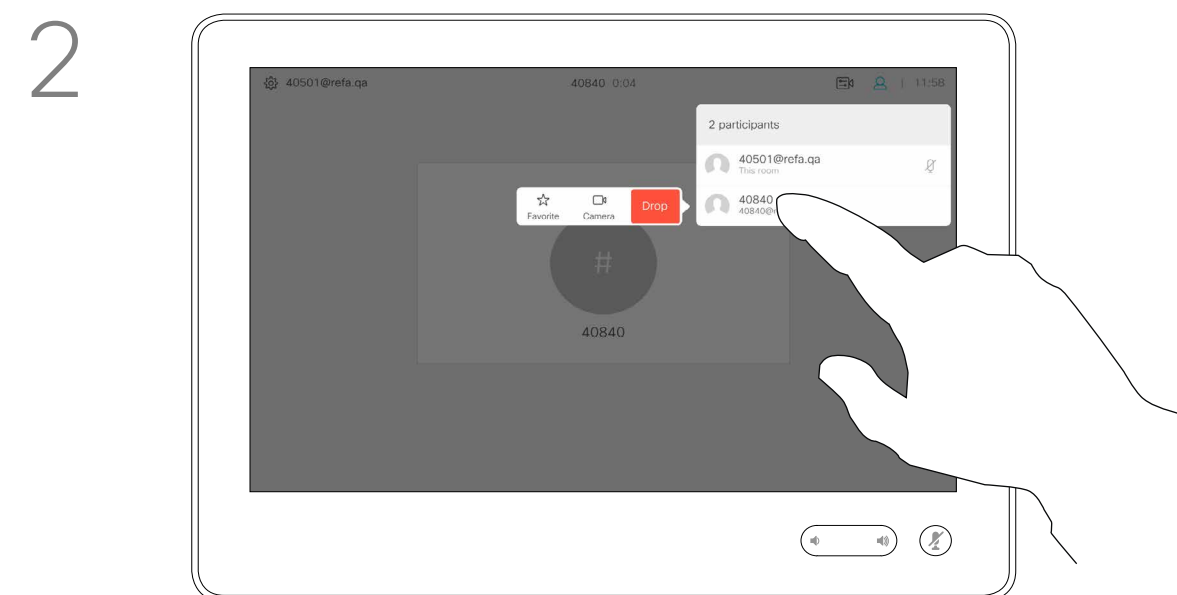 2
40501@refa.qa
40840 0:04
| 11:58
2 participants
40501@refa.qa
This room
40840
Favorite
Camera
Drop
#
40840